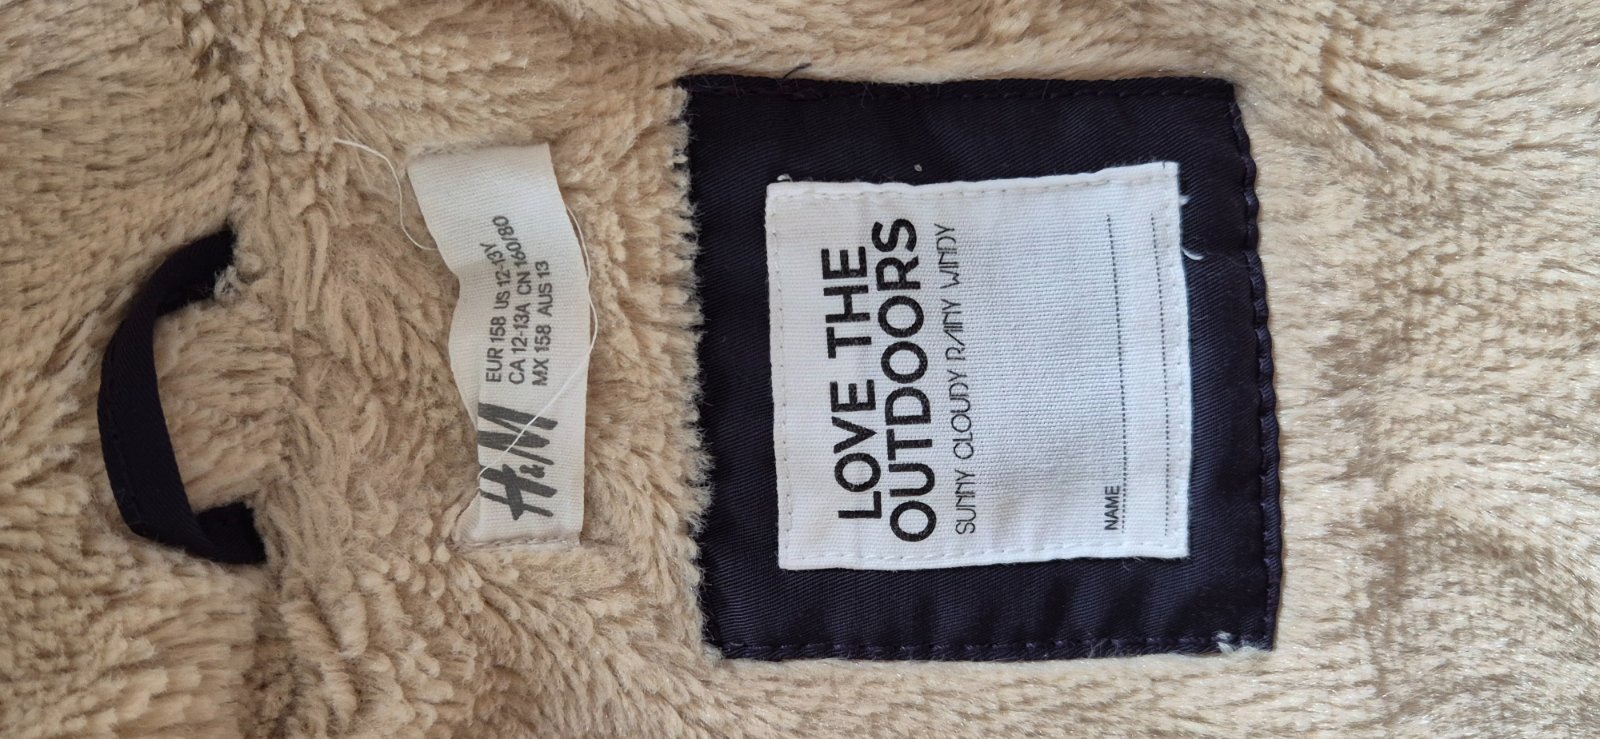 H&M
EUR 158 US 12-13Y
CA 12-13A CN 160/80
MX 158 AUS 13
LOVE THE
OUTDOORS
SUNNY CLOUDY RAINY WINDY
NAME